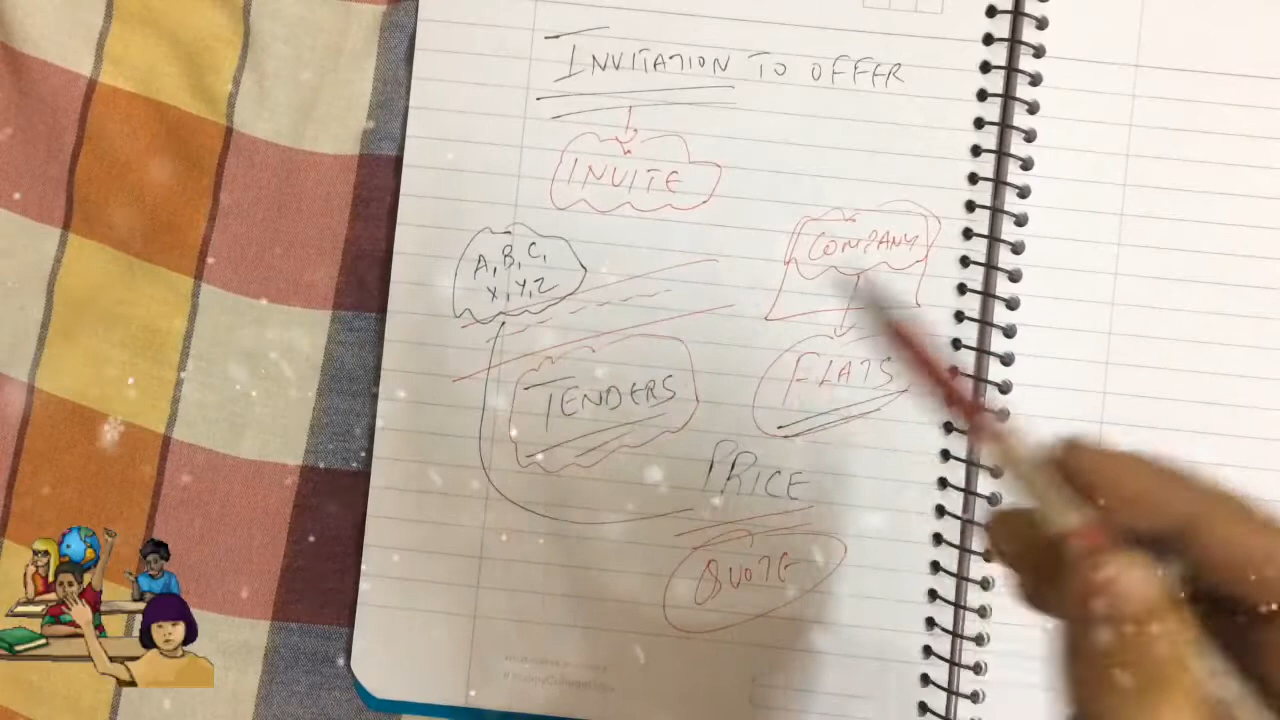 INVITATION TO OFFER
INVITE
COMPANY
A, B, C,
X, Y, Z
FLATS
TENDERS
PRICE
QUOTE